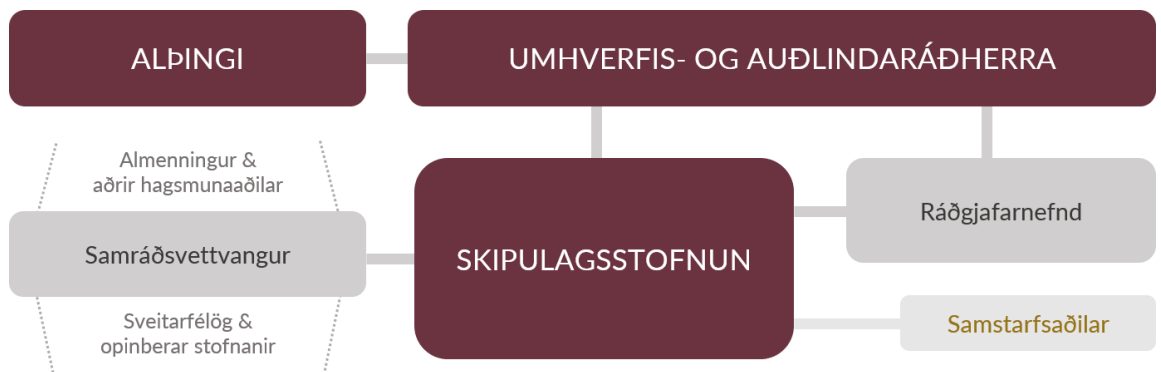 ALÞINGI
UMHVERFIS- OG AUÐLINDARÁÐHERRA
Almenningur &
aðrir hagsmunaaðilar
Samráðsvettvangur
Sveitarfélög &
opinberar stofnanir
SKIPULAGSSTOFNUN
Ráðgjafarnefnd
Samstarfsaðilar